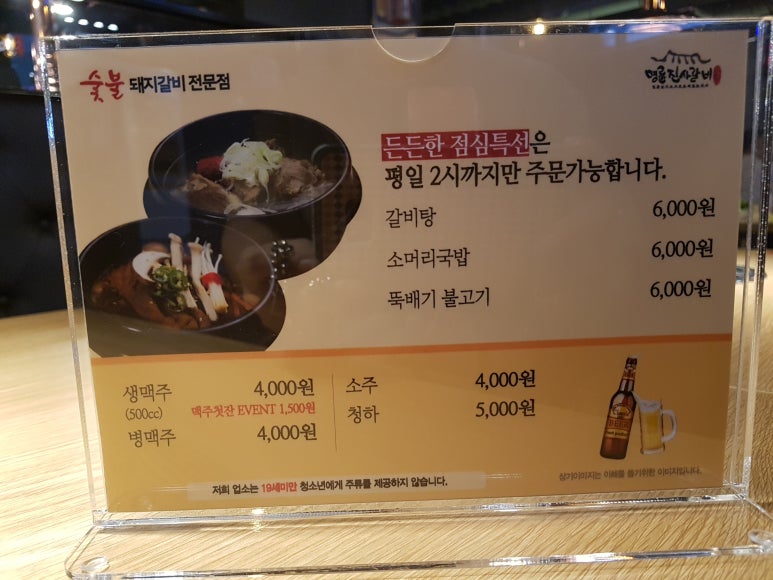 숯불 돼지갈비 전문점
명륜진사갈비
든든한 점심특선은
평일 2시까지만 주문가능합니다.
갈비탕 6,000원
소머리국밥 6,000원
뚝배기 불고기 6,000원
생맥주 4,000원
(500cc) 맥주첫잔 EVENT 1,500원
병맥주 4,000원
소주 4,000원
청하 5,000원
BEER
저희 업소는 19세미만 청소년에게 주류를 제공하지 않습니다.
상기이미지는 이해를 돕기위한 이미지입니다.